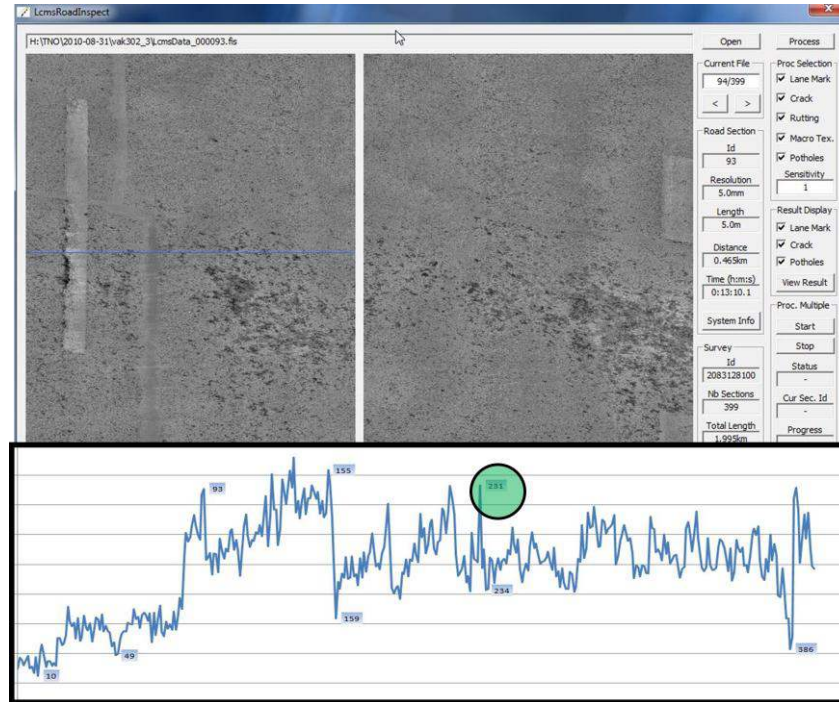 LcmsRoadInspect
H:\TNO\2010-08-31\vak302_3\LcmsData_000093.fis
Open
Process
Current File
94/399
<
>
Road Section
Id
93
Resolution
5.0mm
Length
5.0m
Distance
0.465km
Time (h:m:s)
0:13:10.1
System Info
Survey
Id
2083128100
Nb Sections
399
Total Length
1.995km
Proc Selection
Lane Mark
Crack
Rutting
Macro Tex.
Potholes
Sensitivity
1
Result Display
Lane Mark
Crack
Potholes
View Result
Proc. Multiple
Start
Stop
Status
-
Cur Sec. Id
-
Progress
10
49
93
155
159
231
234
386